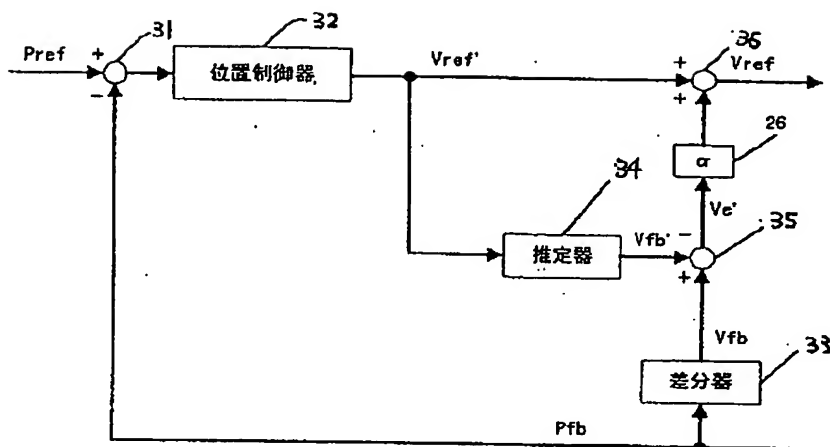 31
32
36
Pref
+
-
位置制御器
Vref'
+
+
Vref
26
α
34
Ve'
推定器
Vfb'
-
+
35
Vfb
差分器
33
Pfb